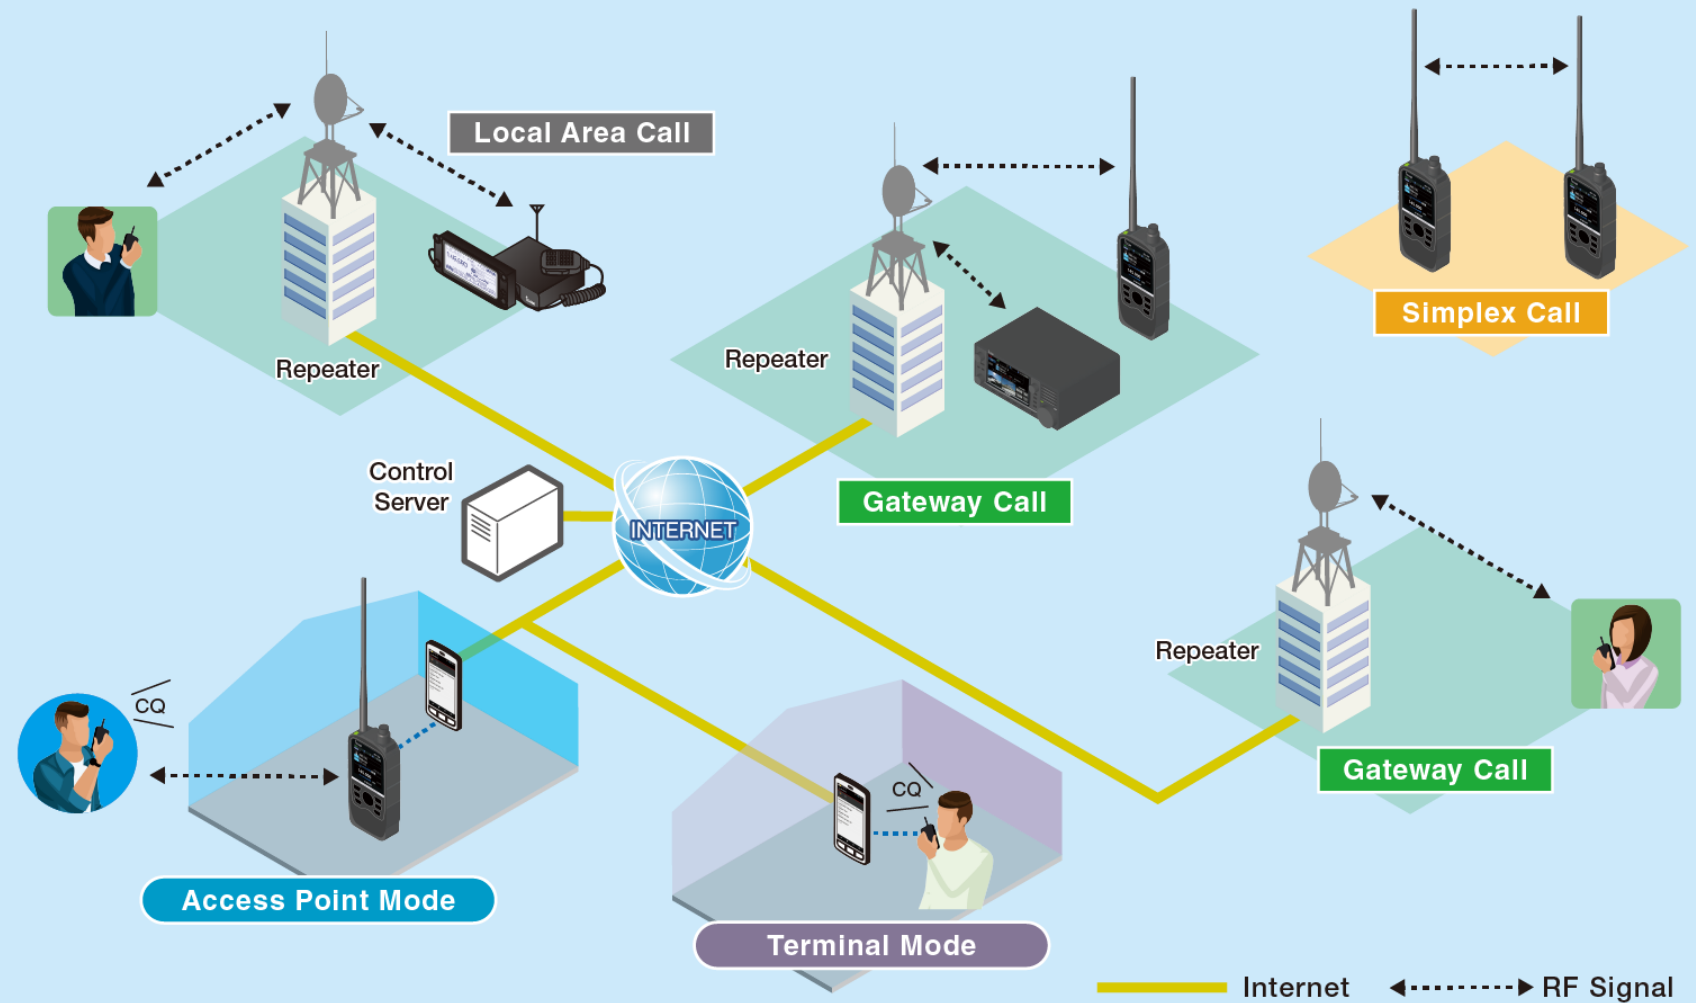 Local Area Call
Repeater
Repeater
Simplex Call
Control
Server
INTERNET
Gateway Call
Repeater
CQ
Gateway Call
CQ
Access Point Mode
Terminal Mode
Internet
RF Signal